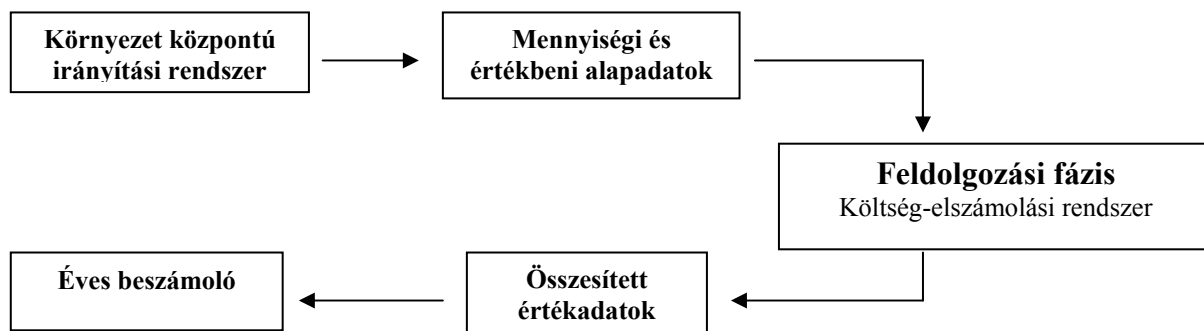 Környezet központú
irányítási rendszer
Mennyiségi és
értékbeni alapadatok
Feldolgozási fázis
Költség-elszámolási rendszer
Összesített
értékadatok
Éves beszámoló